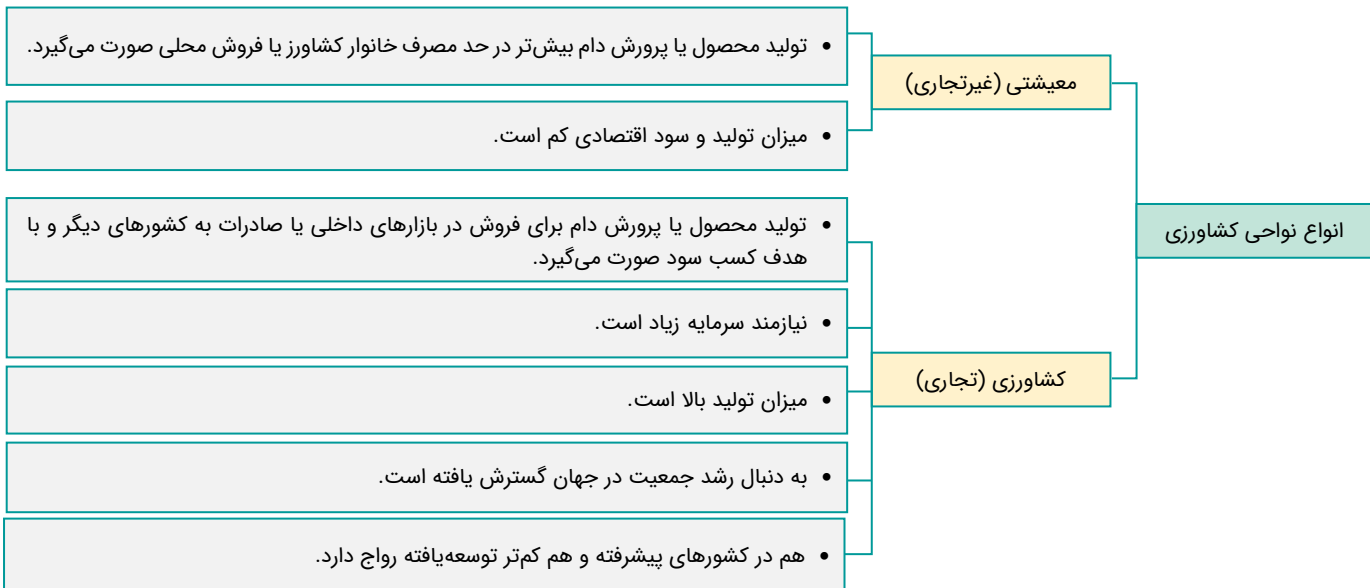 انواع نواحی کشاورزی
معیشتی (غیرتجاری)
• تولید محصول یا پرورش دام بیش‌تر در حد مصرف خانوار کشاورز یا فروش محلی صورت می‌گیرد.
• میزان تولید و سود اقتصادی کم است.
کشاورزی (تجاری)
• تولید محصول یا پرورش دام برای فروش در بازارهای داخلی یا صادرات به کشورهای دیگر و با
هدف کسب سود صورت می‌گیرد.
• نیازمند سرمایه زیاد است.
• میزان تولید بالا است.
• به دنبال رشد جمعیت در جهان گسترش یافته است.
• هم در کشورهای پیشرفته و هم کم‌تر توسعه‌یافته رواج دارد.